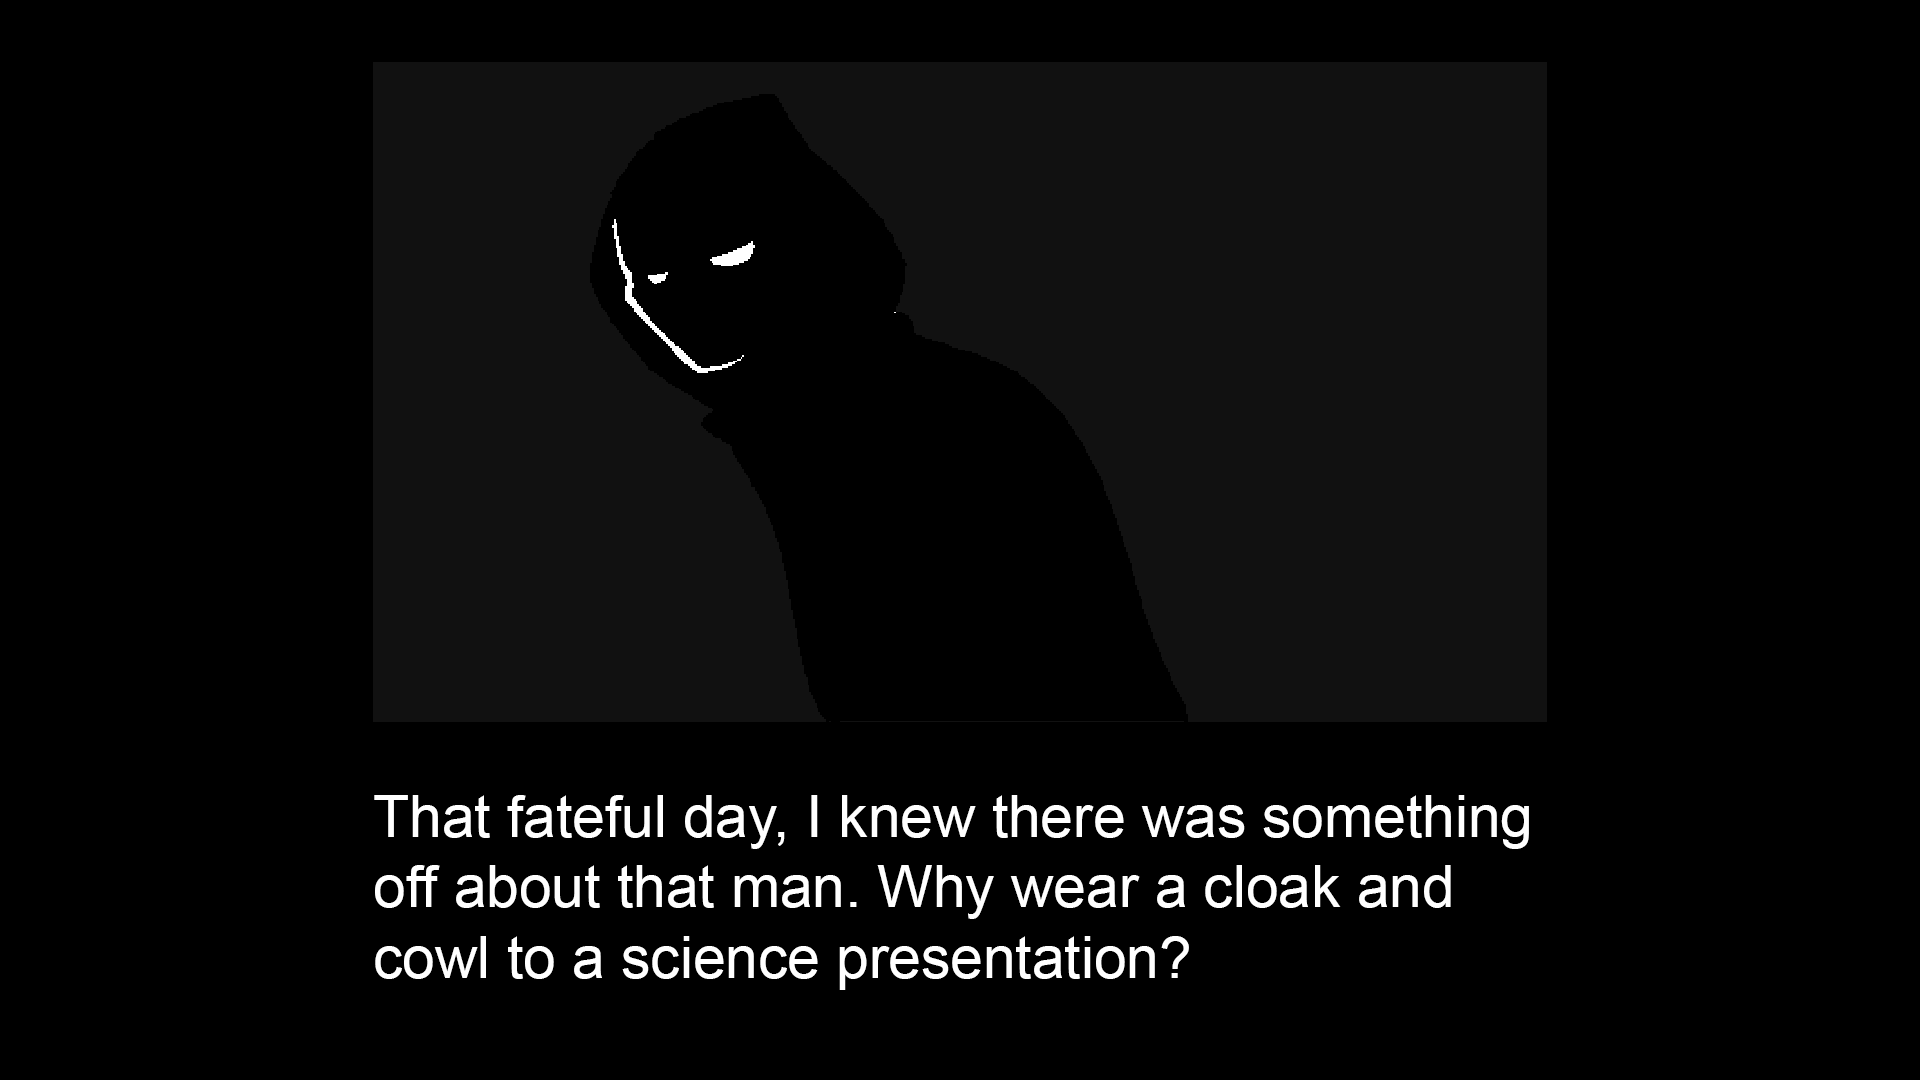 That fateful day, I knew there was something
off about that man. Why wear a cloak and
cowl to a science presentation?